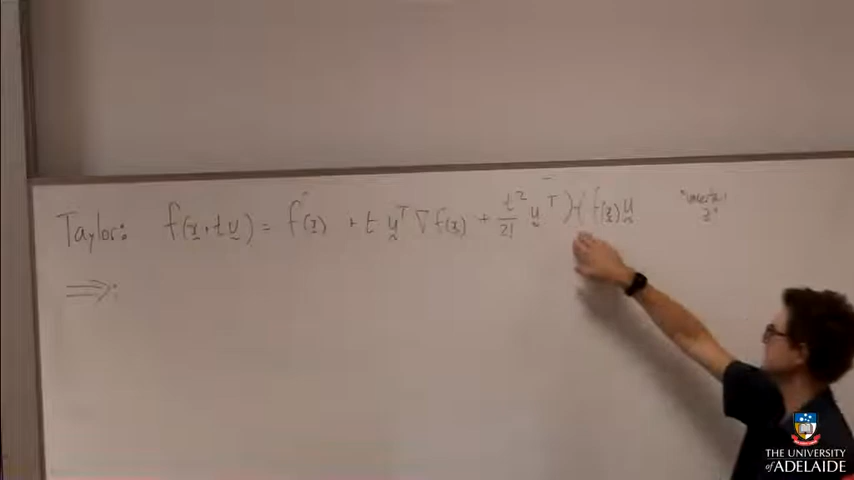 Taylor: f(x+tu) = f(x) + t uᵀ ∇f(x) + t²/2! uᵀ H f(z) u
⟹:
THE UNIVERSITY
of ADELAIDE